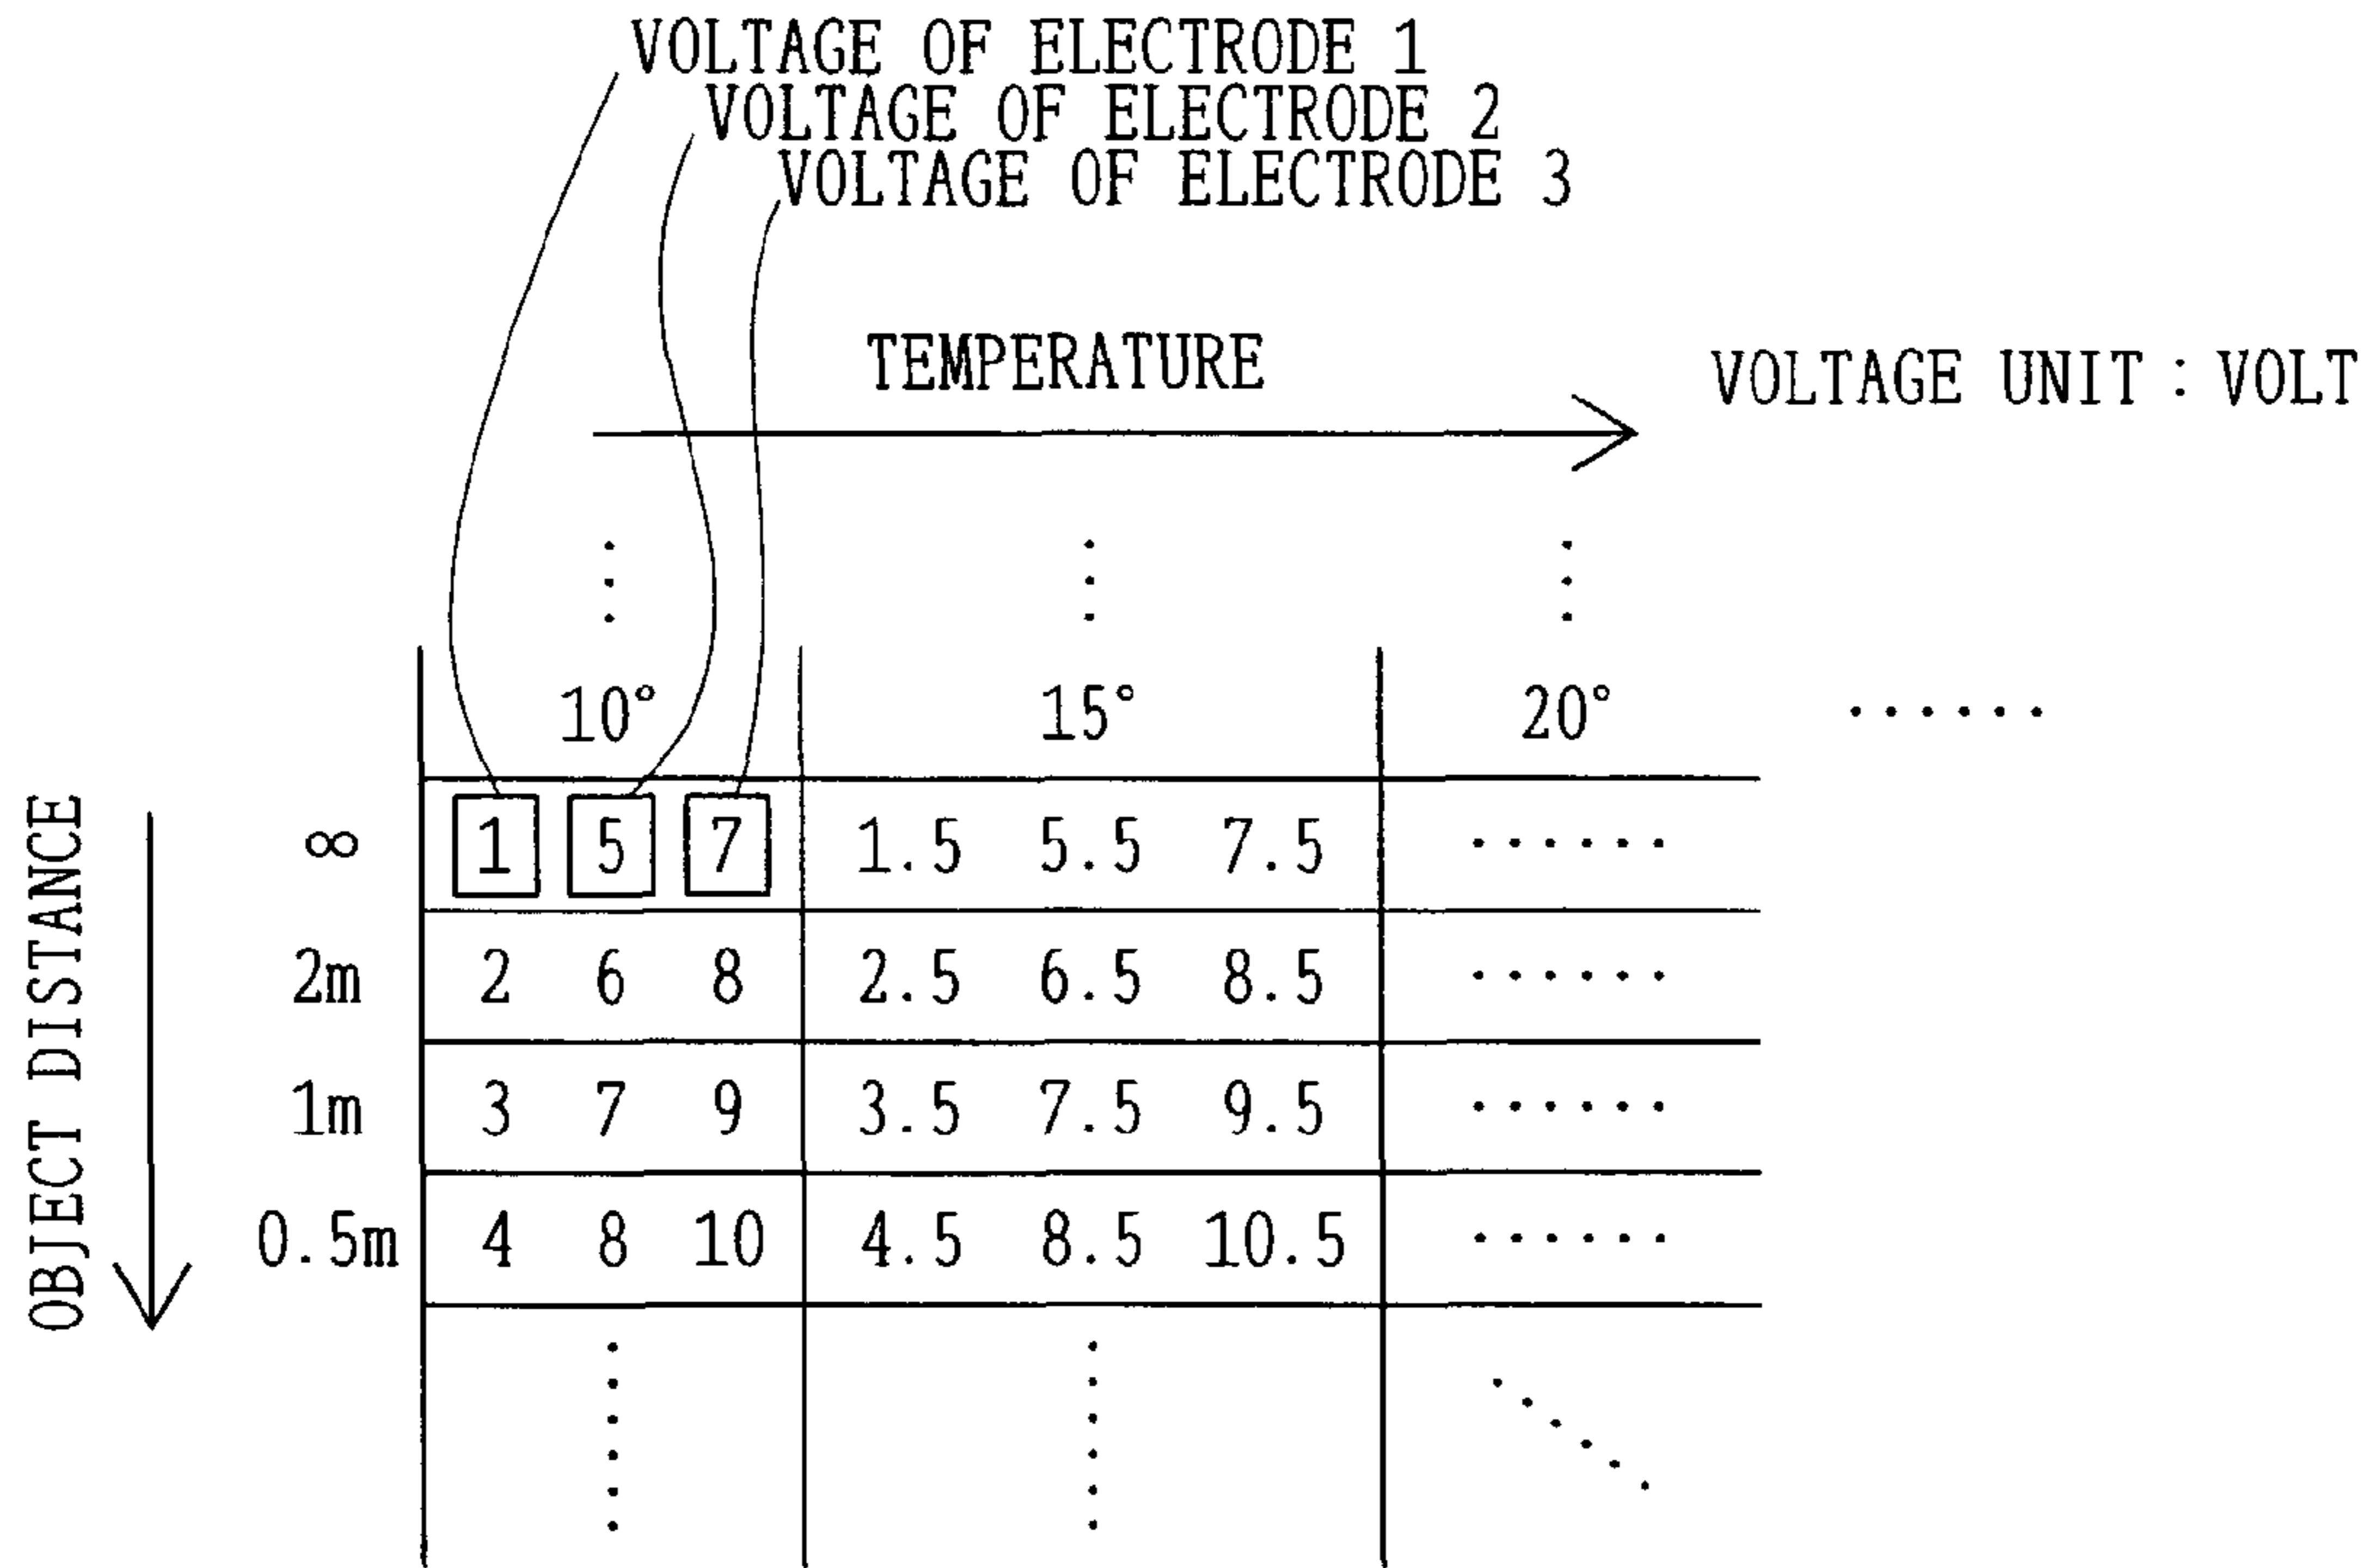 VOLTAGE OF ELECTRODE 1
VOLTAGE OF ELECTRODE 2
VOLTAGE OF ELECTRODE 3
TEMPERATURE
VOLTAGE UNIT : VOLT
10° 15° 20° ······
OBJECT DISTANCE
∞ 1 5 7 1.5 5.5 7.5 ······
2m 2 6 8 2.5 6.5 8.5 ······
1m 3 7 9 3.5 7.5 9.5 ······
0.5m 4 8 10 4.5 8.5 10.5 ······